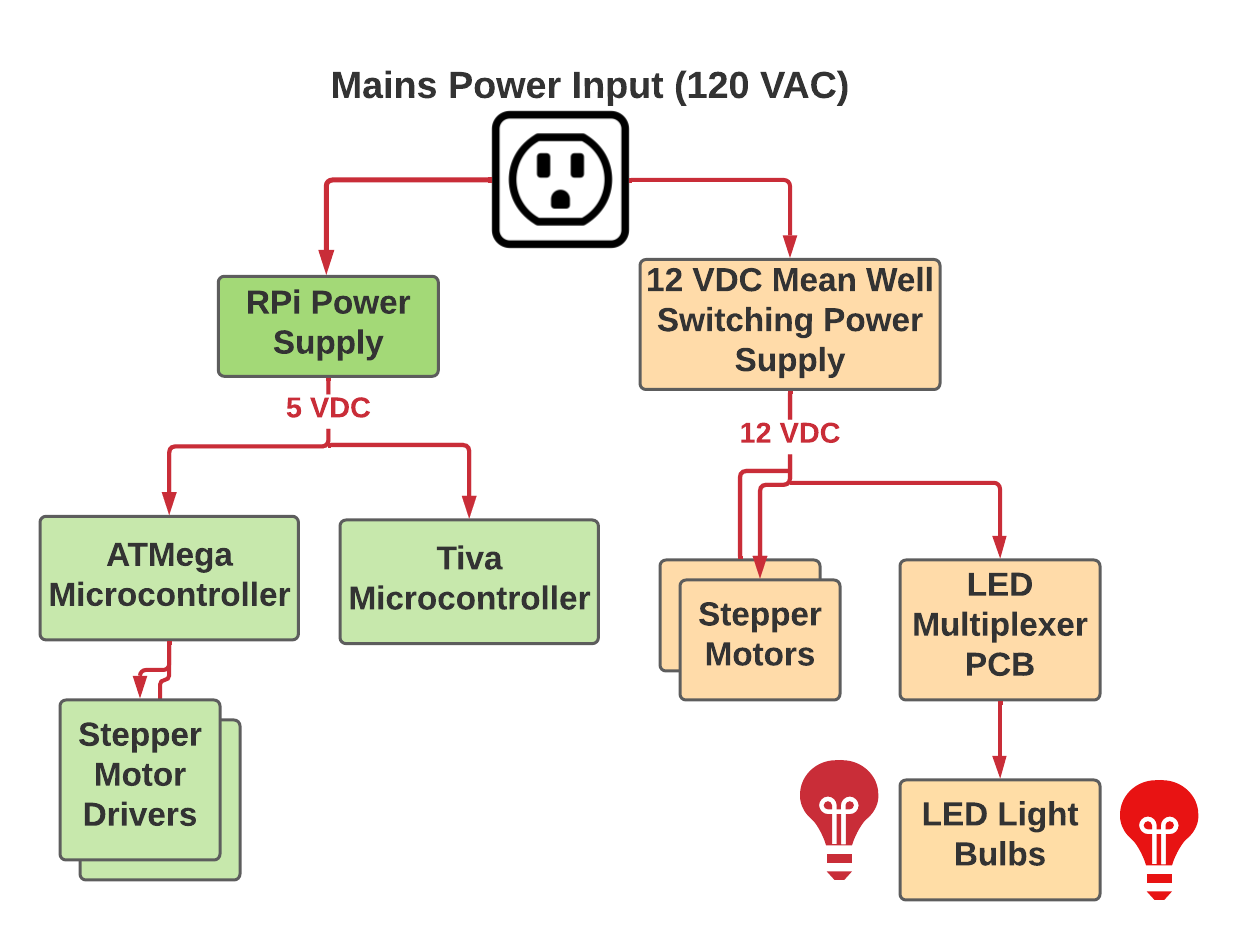 Mains Power Input (120 VAC)
RPi Power
Supply
12 VDC Mean Well
Switching Power
Supply
5 VDC
12 VDC
ATMega
Microcontroller
Tiva
Microcontroller
Stepper
Motors
LED
Multiplexer
PCB
Stepper
Motor
Drivers
LED Light
Bulbs